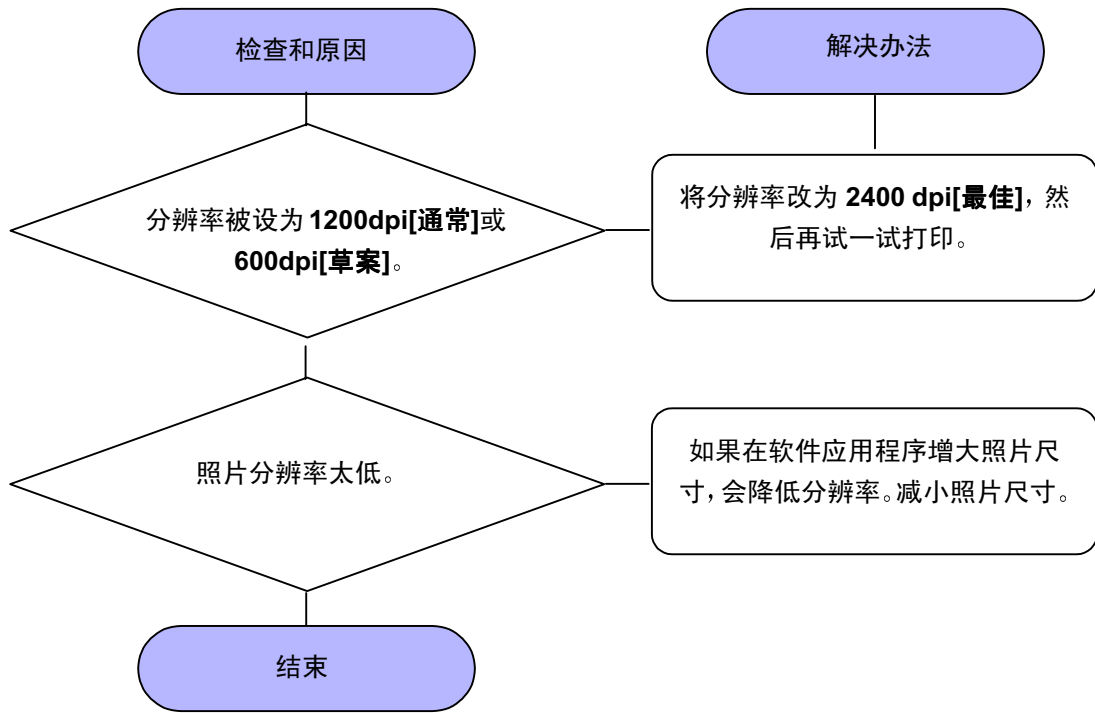 检查和原因
解决办法
分辨率被设为 1200dpi[通常]或
600dpi[草案]。
将分辨率改为 2400 dpi[最佳]，然
后再试一试打印。
照片分辨率太低。
如果在软件应用程序增大照片尺
寸，会降低分辨率。减小照片尺寸。
结束